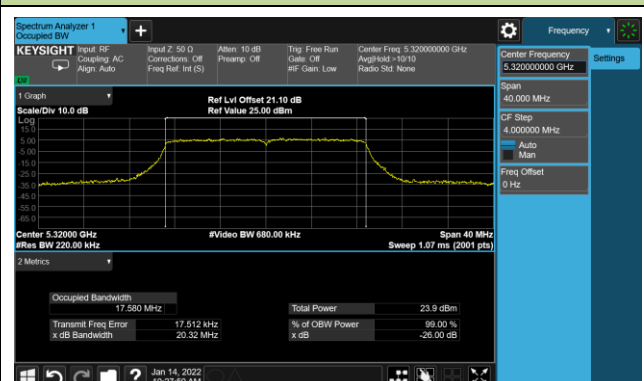 Spectrum Analyzer 1
Occupied BW
+
Frequency
KEYSIGHT
Input: RF
Coupling: AC
Align: Auto
Input Z: 50 Ω
Corrections: Off
Freq Ref: Int (S)
Atten: 10 dB
Preamp: Off
Trig: Free Run
Gate: Off
#IF Gain: Low
Center Freq: 5.320000000 GHz
Avg|Hold:>10/10
Radio Std: None
Center Frequency
5.320000000 GHz
Settings
Span
40.000 MHz
CF Step
4.000000 MHz
Auto
Man
Freq Offset
0 Hz
1 Graph
Scale/Div 10.0 dB
Ref Lvl Offset 21.10 dB
Ref Value 25.00 dBm
Log
15.0
5.00
-5.00
-15.0
-25.0
-35.0
-45.0
-55.0
-65.0
Center 5.32000 GHz
#Video BW 680.00 kHz
Span 40 MHz
#Res BW 220.00 kHz
Sweep 1.07 ms (2001 pts)
2 Metrics
Occupied Bandwidth
17.580 MHz
Total Power 23.9 dBm
Transmit Freq Error 17.512 kHz
% of OBW Power 99.00 %
x dB Bandwidth 20.32 MHz
x dB -26.00 dB
?
Jan 14, 2022